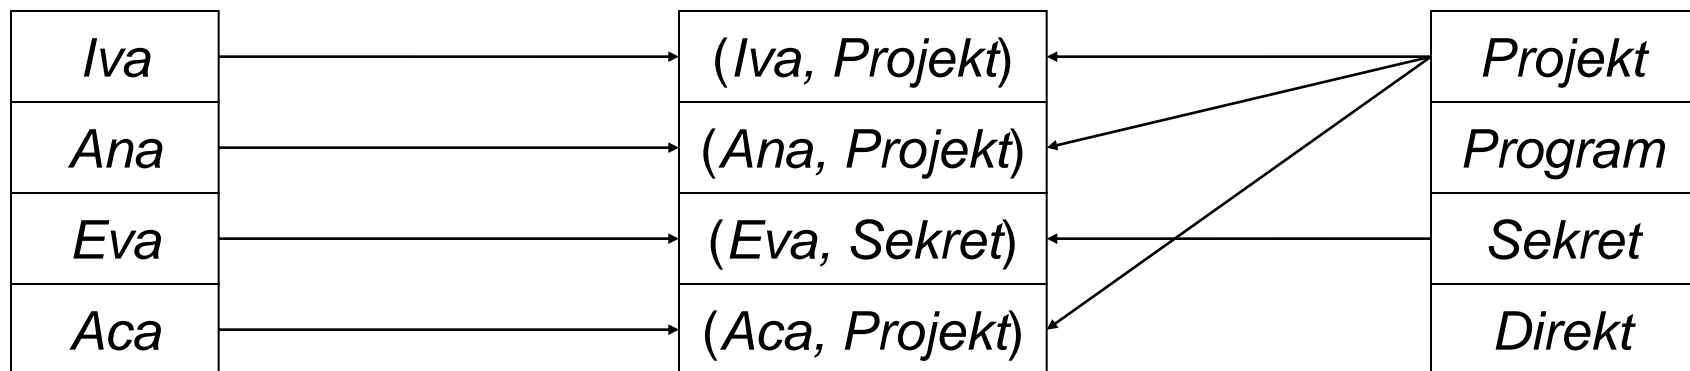 Iva (Iva, Projekt) Projekt
Ana (Ana, Projekt) Program
Eva (Eva, Sekret) Sekret
Aca (Aca, Projekt) Direkt